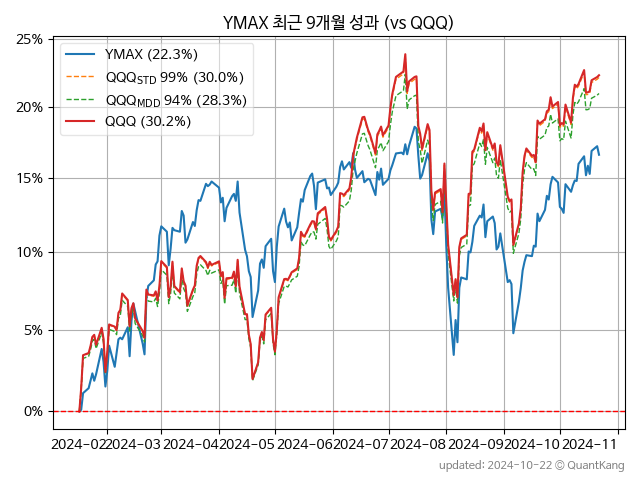 YMAX 최근 9개월 성과 (vs QQQ)
25%
20%
15%
10%
5%
0%
YMAX (22.3%)
QQQSTD 99% (30.0%)
QQQMDD 94% (28.3%)
QQQ (30.2%)
2024-02 2024-03 2024-04 2024-05 2024-06 2024-07 2024-08 2024-09 2024-10 2024-11
updated: 2024-10-22 © QuantKang